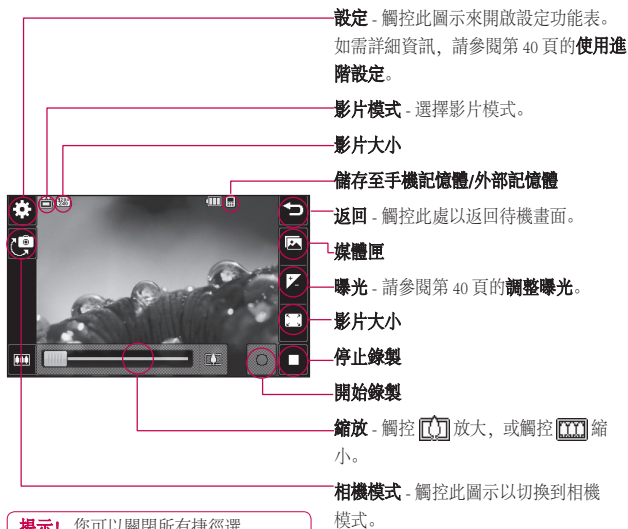 設定 - 觸控此圖示來開啟設定功能表。
如需詳細資訊，請參閱第 40 頁的使用進
階設定。
影片模式 - 選擇影片模式。
影片大小
儲存至手機記憶體/外部記憶體
返回 - 觸控此處以返回待機畫面。
媒體匣
曝光 - 請參閱第 40 頁的調整曝光。
影片大小
停止錄製
開始錄製
縮放 - 觸控 放大，或觸控 縮
小。
相機模式 - 觸控此圖示以切換到相機
模式。
提示! 您可以關閉所有捷徑選